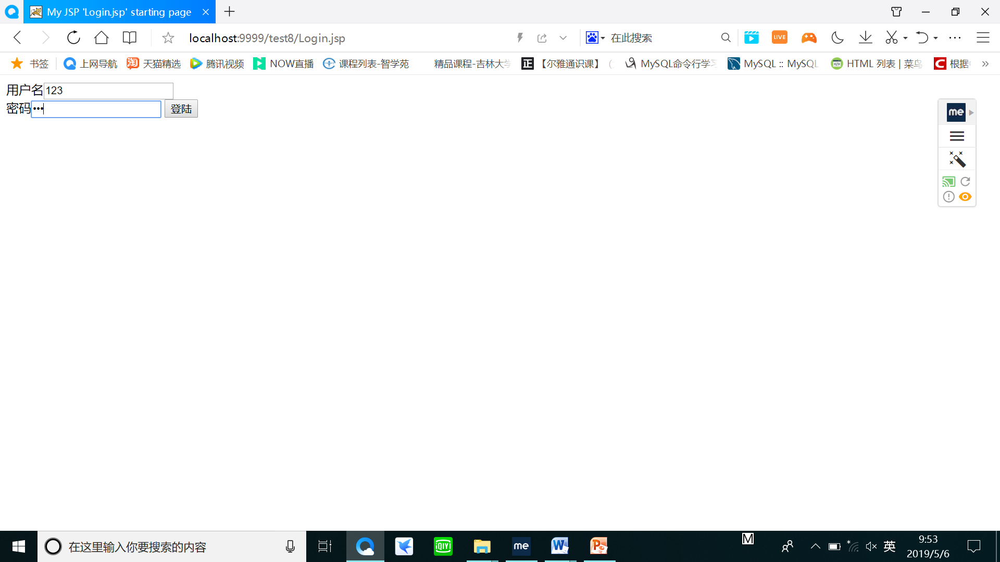 My JSP 'Login.jsp' starting page
localhost:9999/test8/Login.jsp
在此搜索
LIVE
书签
上网导航
淘
天猫精选
腾讯视频
NOW直播
课程列表-智学苑
精品课程-吉林大学
正
【尔雅通识课】
MySQL命令行学习
MySQL :: MySQL
HTML 列表 | 菜鸟
根据
用户名 123
密码 •••
登陆
me
在这里输入你要搜索的内容
iQIYI
me
W
P
M
英
9:53
2019/5/6